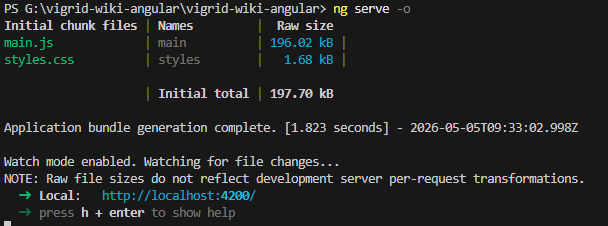 PS G:\vigrid-wiki-angular\vigrid-wiki-angular> ng serve -o
Initial chunk files | Names | Raw size
main.js | main | 196.02 kB |
styles.css | styles | 1.68 kB |
| Initial total | 197.70 kB
Application bundle generation complete. [1.823 seconds] - 2026-05-05T09:33:02.998Z
Watch mode enabled. Watching for file changes...
NOTE: Raw file sizes do not reflect development server per-request transformations.
➜ Local: http://localhost:4200/
➜ press h + enter to show help